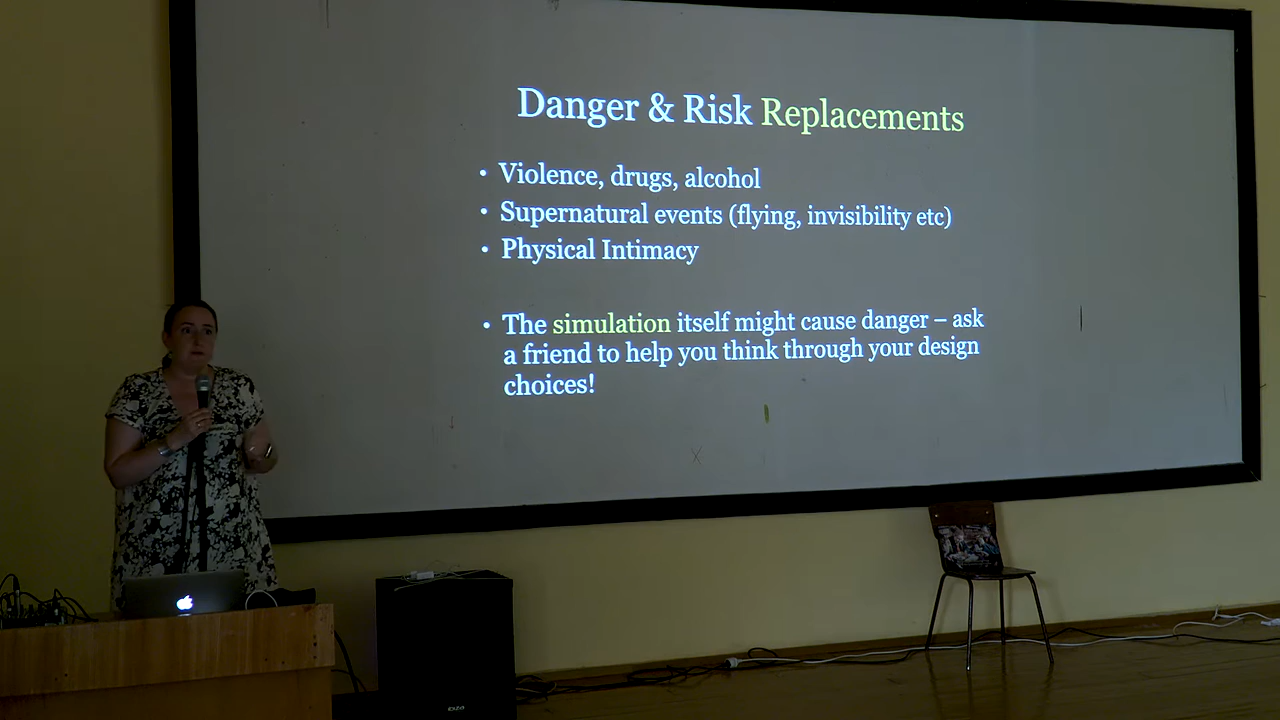 Danger & Risk Replacements
• Violence, drugs, alcohol
• Supernatural events (flying, invisibility etc)
• Physical Intimacy
• The simulation itself might cause danger – ask
a friend to help you think through your design
choices!